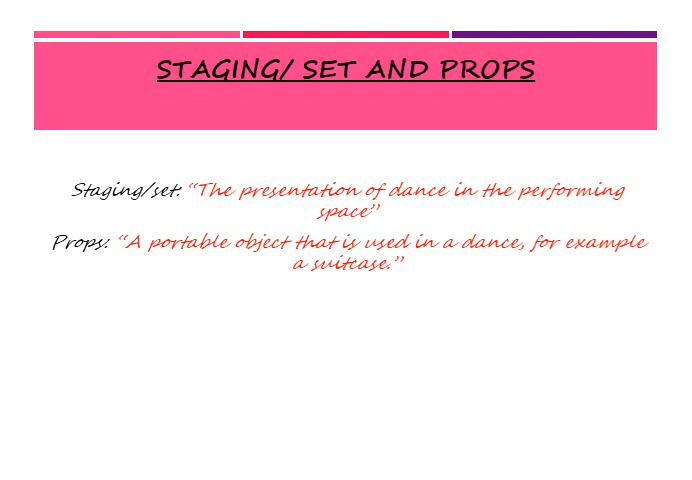 STAGING/ SET AND PROPS
Staging/set: “The presentation of dance in the performing
space”
Props: “A portable object that is used in a dance, for example
a suitcase.”